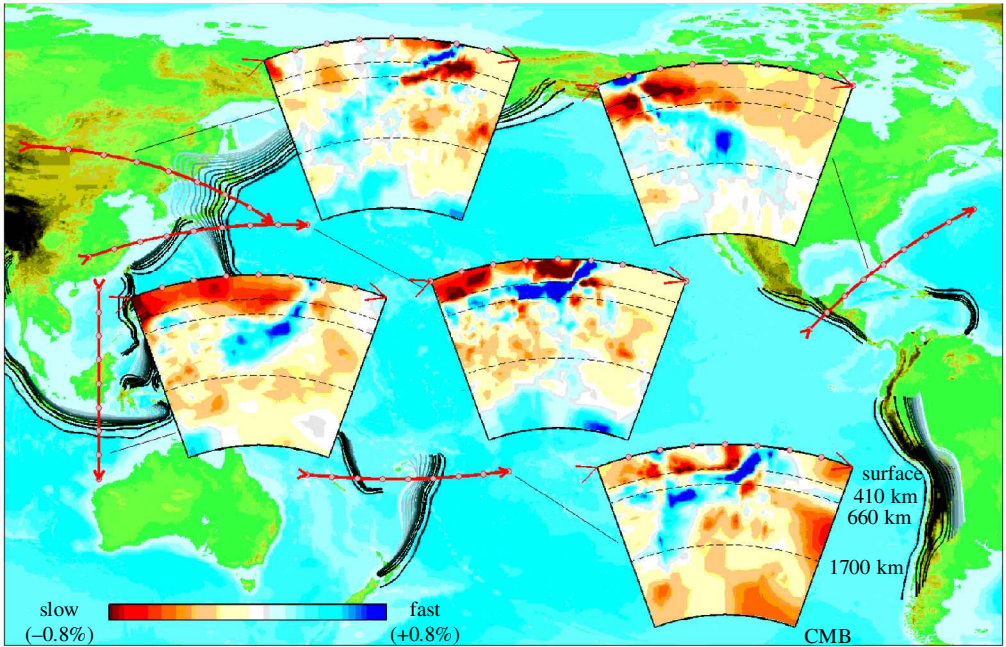 surface
410 km
660 km
1700 km
slow
(–0.8%)
fast
(+0.8%)
CMB